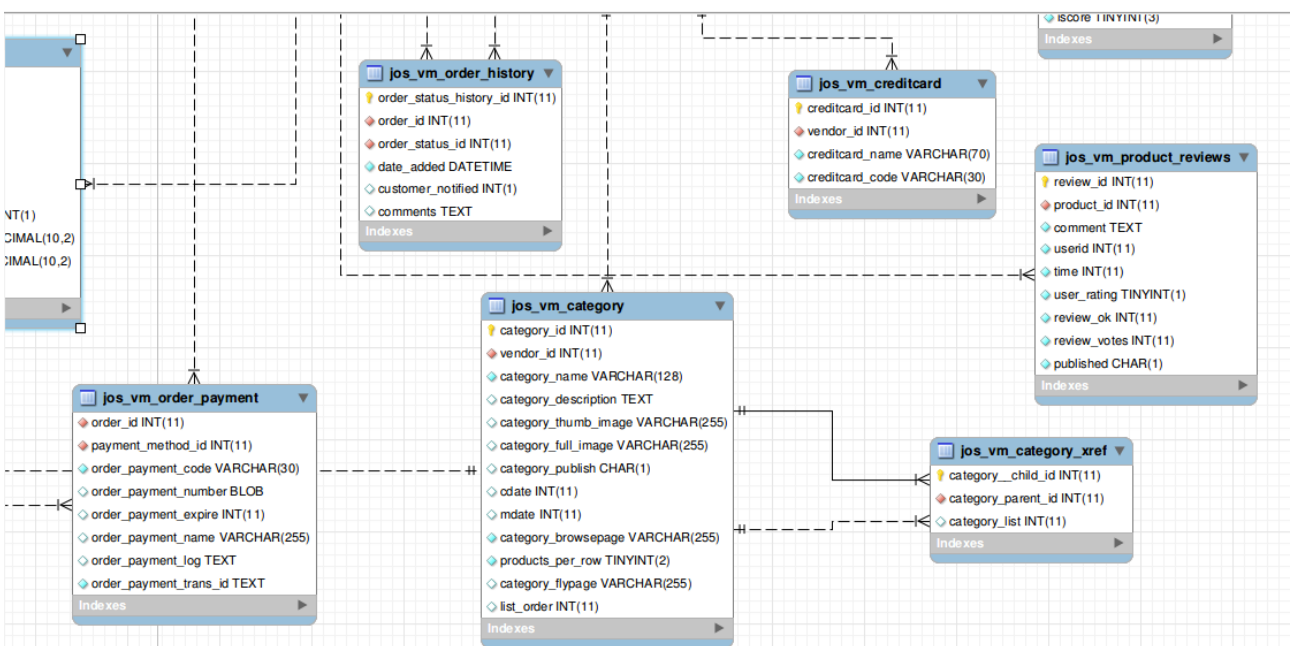 NT(1)
CIMAL(10,2)
CIMAL(10,2)
jos_vm_order_history
order_status_history_id INT(11)
order_id INT(11)
order_status_id INT(11)
date_added DATETIME
customer_notified INT(1)
comments TEXT
Indexes
jos_vm_creditcard
creditcard_id INT(11)
vendor_id INT(11)
creditcard_name VARCHAR(70)
creditcard_code VARCHAR(30)
Indexes
iscore TINYINT(3)
Indexes
jos_vm_product_reviews
review_id INT(11)
product_id INT(11)
comment TEXT
userid INT(11)
time INT(11)
user_rating TINYINT(1)
review_ok INT(11)
review_votes INT(11)
published CHAR(1)
Indexes
jos_vm_order_payment
order_id INT(11)
payment_method_id INT(11)
order_payment_code VARCHAR(30)
order_payment_number BLOB
order_payment_expire INT(11)
order_payment_name VARCHAR(255)
order_payment_log TEXT
order_payment_trans_id TEXT
Indexes
jos_vm_category
category_id INT(11)
vendor_id INT(11)
category_name VARCHAR(128)
category_description TEXT
category_thumb_image VARCHAR(255)
category_full_image VARCHAR(255)
category_publish CHAR(1)
cdate INT(11)
mdate INT(11)
category_browsepage VARCHAR(255)
products_per_row TINYINT(2)
category_flypage VARCHAR(255)
list_order INT(11)
Indexes
jos_vm_category_xref
category__child_id INT(11)
category_parent_id INT(11)
category_list INT(11)
Indexes